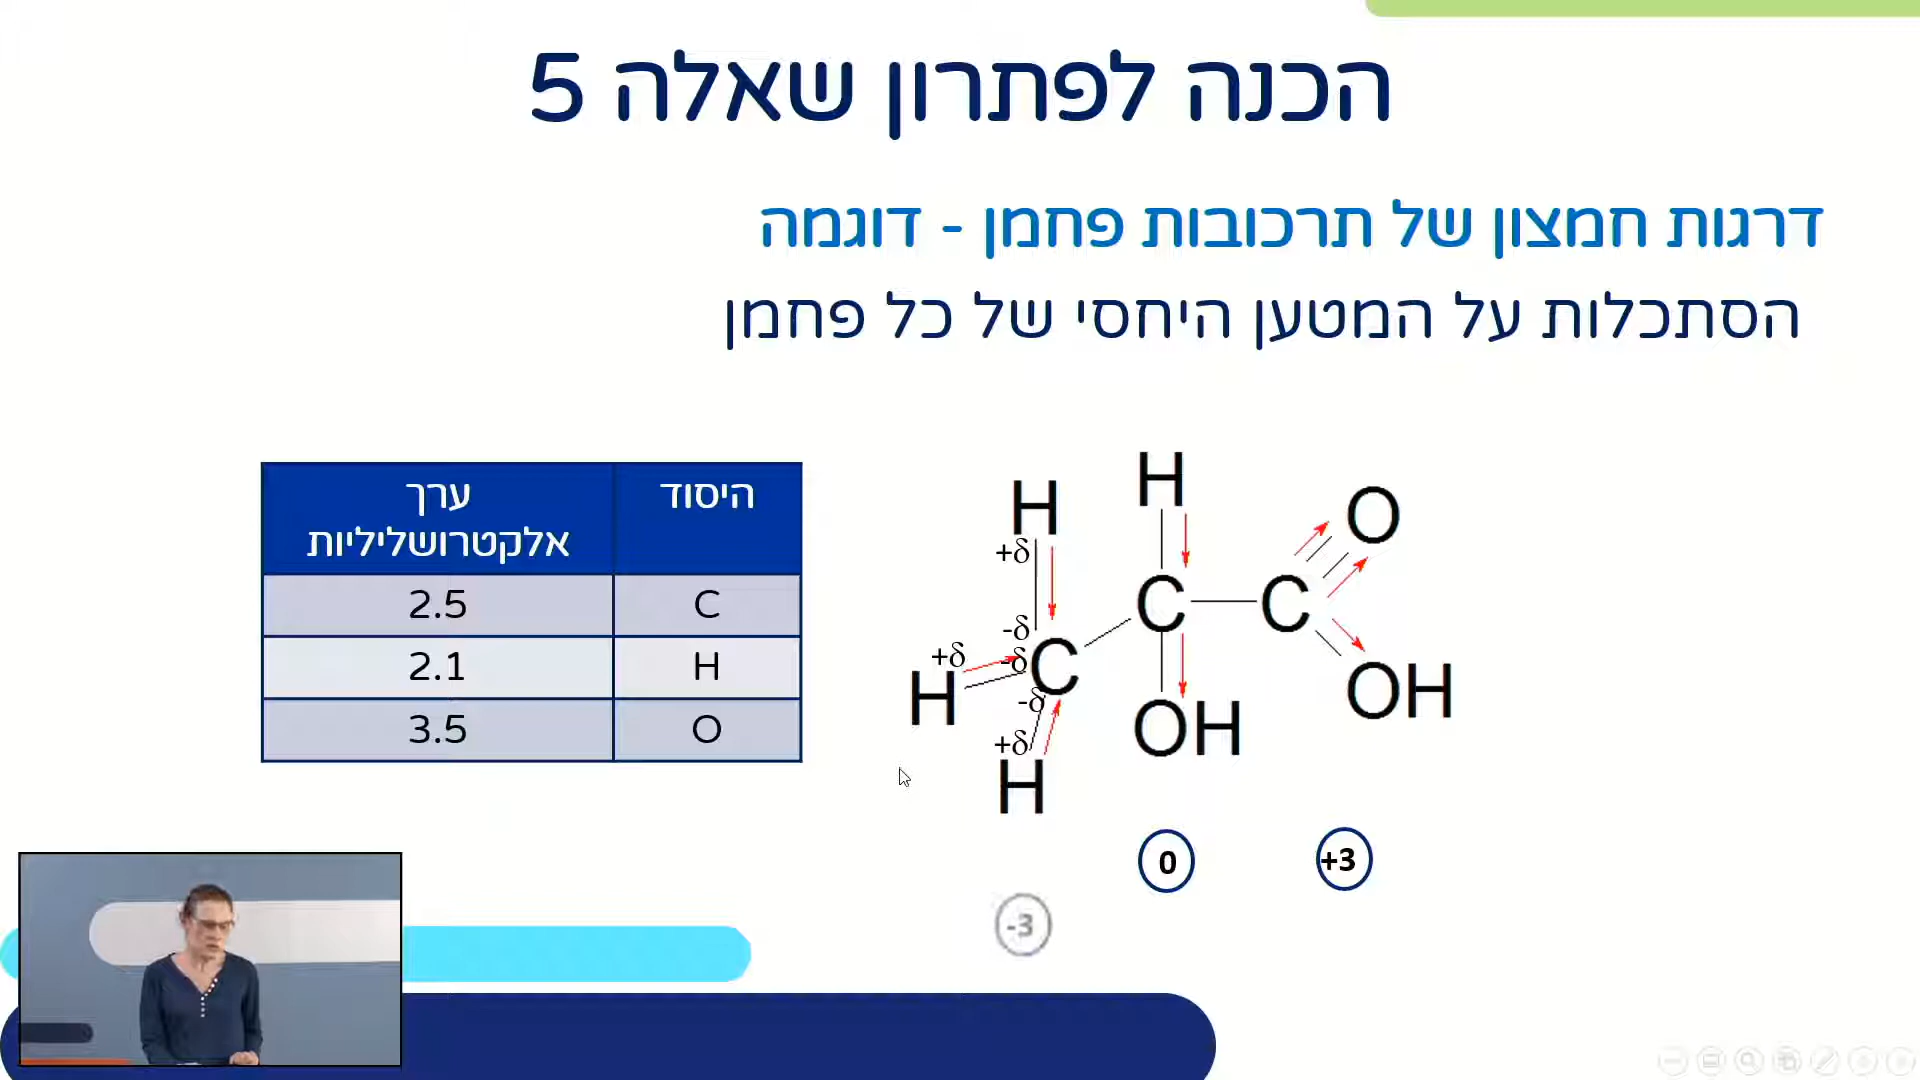 הכנה לפתרון שאלה 5
דרגות חמצון של תרכובות פחמן - דוגמה
הסתכלות על המטען היחסי של כל פחמן
היסוד ערך אלקטרושליליות
C 2.5
H 2.1
O 3.5
H H O
+δ
C C
-δ
+δ -δ C
H -δ OH
+δ OH
H
0 +3
-3